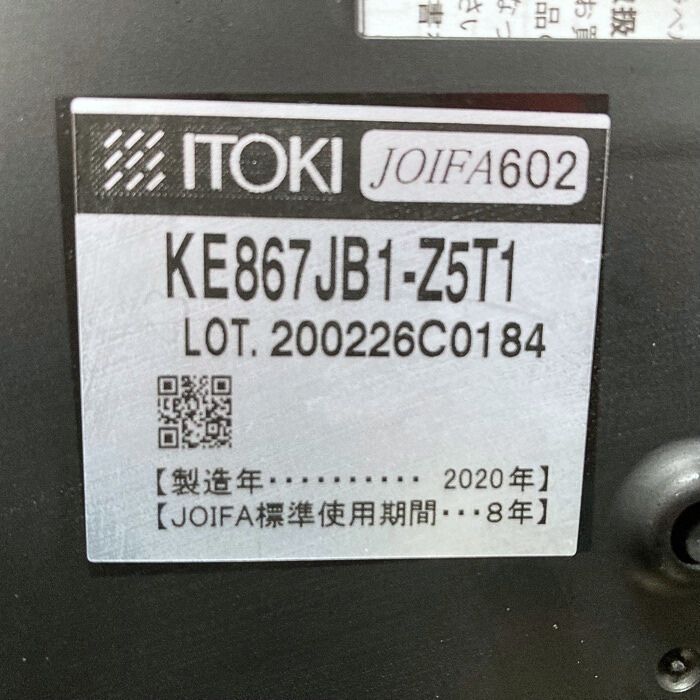 ITOKI JOIFA602
KE867JB1-Z5T1
LOT. 200226C0184
【製造年·········· 2020年】
【JOIFA標準使用期間···8年】